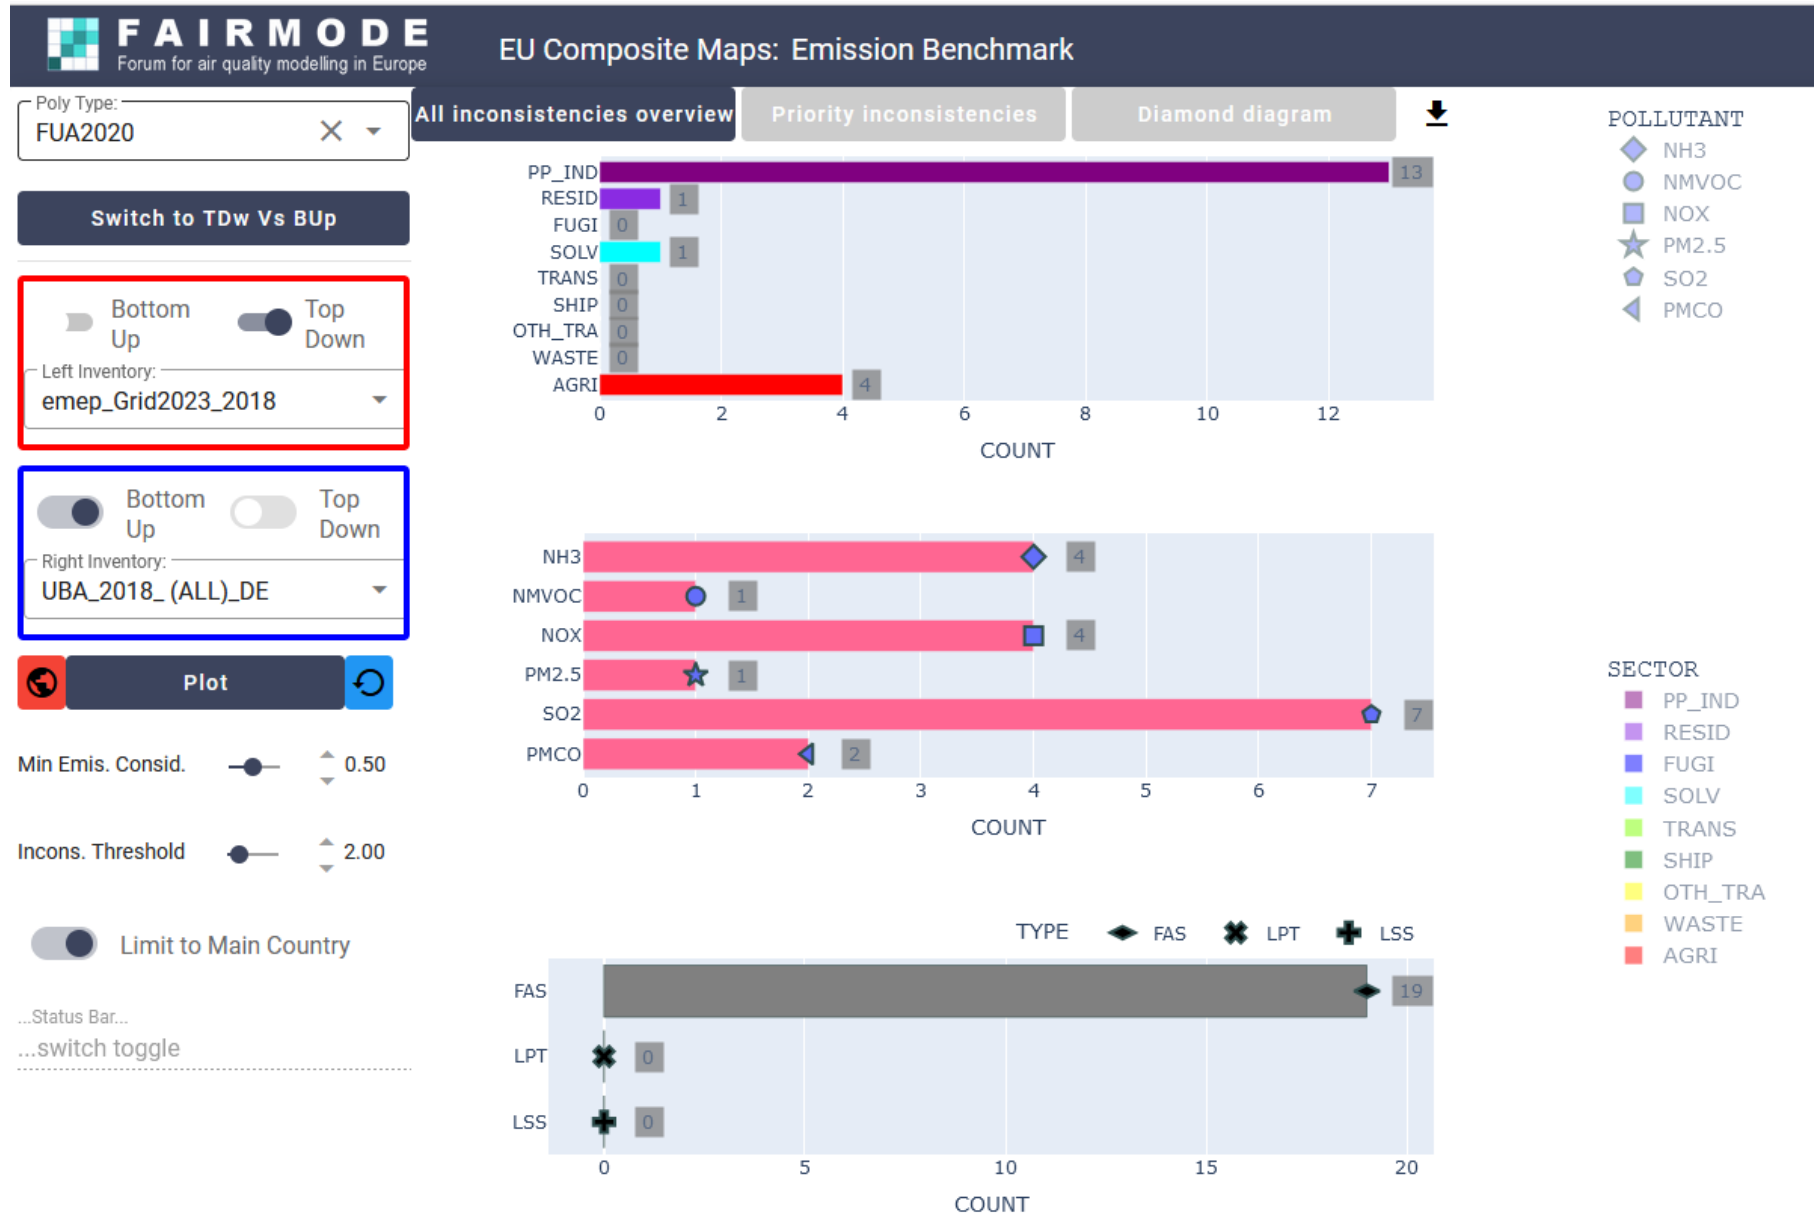 FAIRMODE
Forum for air quality modelling in Europe
EU Composite Maps: Emission Benchmark
Poly Type:
FUA2020
Switch to TDw Vs BUp
Bottom Up
Top Down
Left Inventory:
emep_Grid2023_2018
Bottom Up
Top Down
Right Inventory:
UBA_2018_ (ALL)_DE
Plot
Min Emis. Consid.
0.50
Incons. Threshold
2.00
Limit to Main Country
...Status Bar...
...switch toggle
All inconsistencies overview
Priority inconsistencies
Diamond diagram
PP_IND 13
RESID 1
FUGI 0
SOLV 1
TRANS 0
SHIP 0
OTH_TRA 0
WASTE 0
AGRI 4
0 2 4 6 8 10 12
COUNT
NH3 4
NMVOC 1
NOX 4
PM2.5 1
SO2 7
PMCO 2
0 1 2 3 4 5 6 7
COUNT
TYPE FAS LPT LSS
FAS 19
LPT 0
LSS 0
0 5 10 15 20
COUNT
POLLUTANT
NH3
NMVOC
NOX
PM2.5
SO2
PMCO
SECTOR
PP_IND
RESID
FUGI
SOLV
TRANS
SHIP
OTH_TRA
WASTE
AGRI